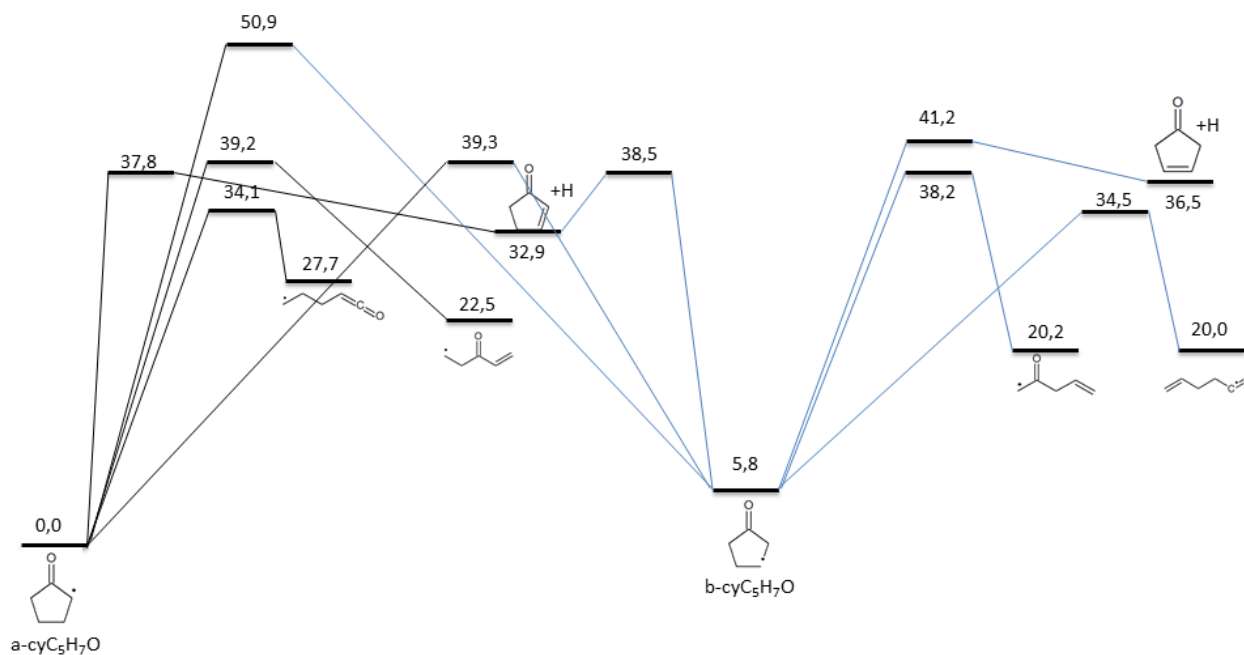 50,9
41,2
O
+H
39,2
39,3
O
+H
38,5
37,8
34,1
38,2
34,5
36,5
32,9
27,7
C
O
22,5
O
20,2
20,0
O
C
5,8
O
b-cyC₅H₇O
0,0
O
a-cyC₅H₇O